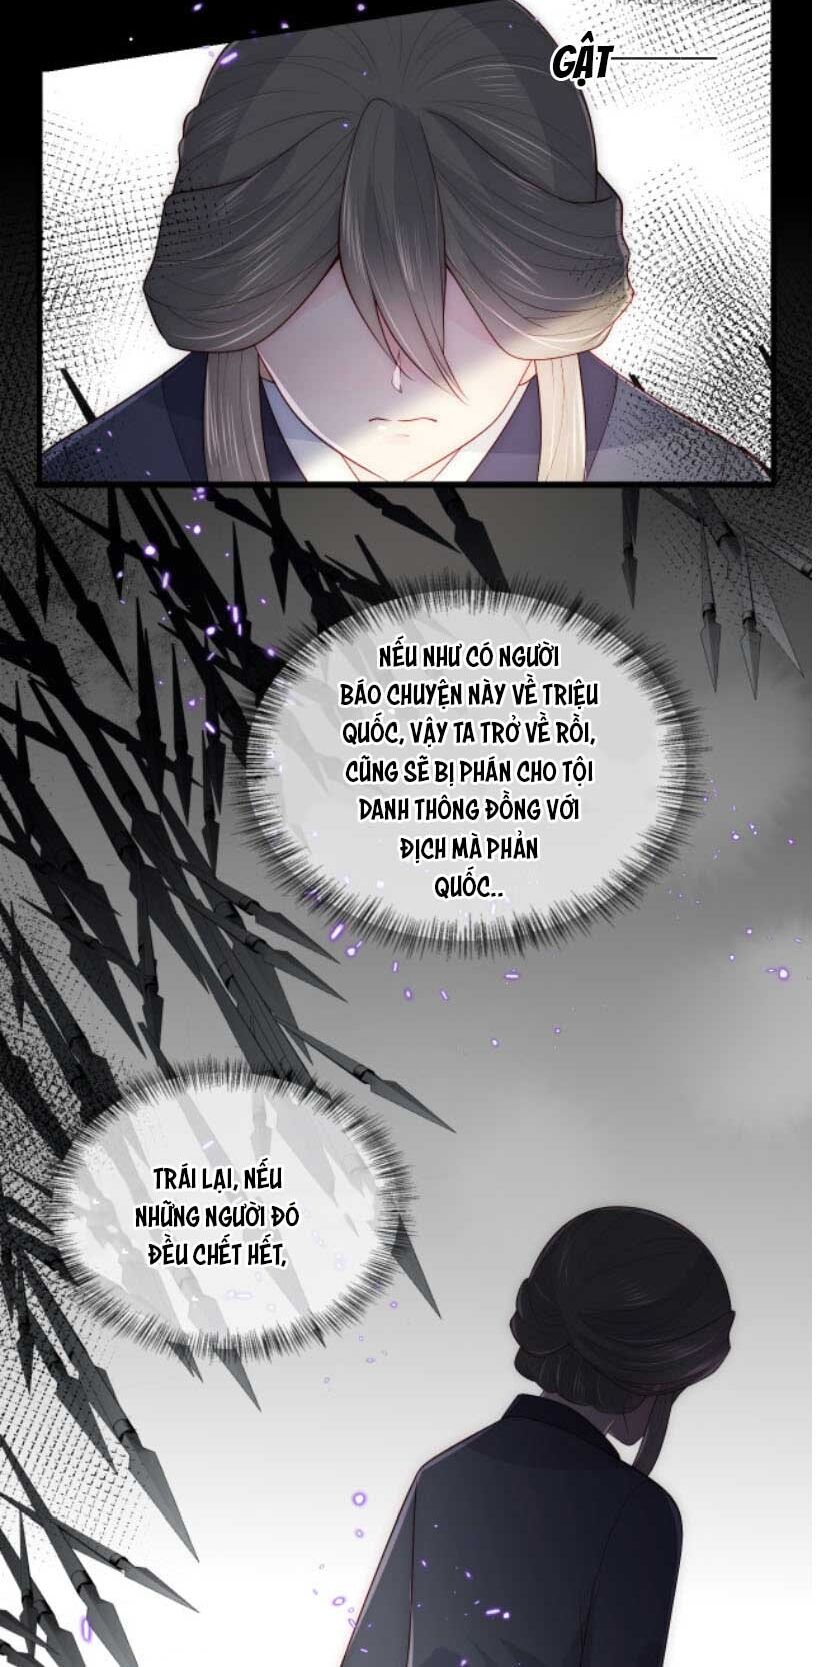 GẬT
NẾU NHƯ CÓ NGƯỜI
BÁO CHUYỆN NÀY VỀ TRIỆU
QUỐC, VẬY TA TRỞ VỀ RỒI,
CŨNG SẼ BỊ PHÁN CHO TỘI
DANH THÔNG ĐỒNG VỚI
ĐỊCH MÀ PHẢN
QUỐC..
TRÁI LẠI, NẾU
NHỮNG NGƯỜI ĐÓ
ĐỀU CHẾT HẾT,